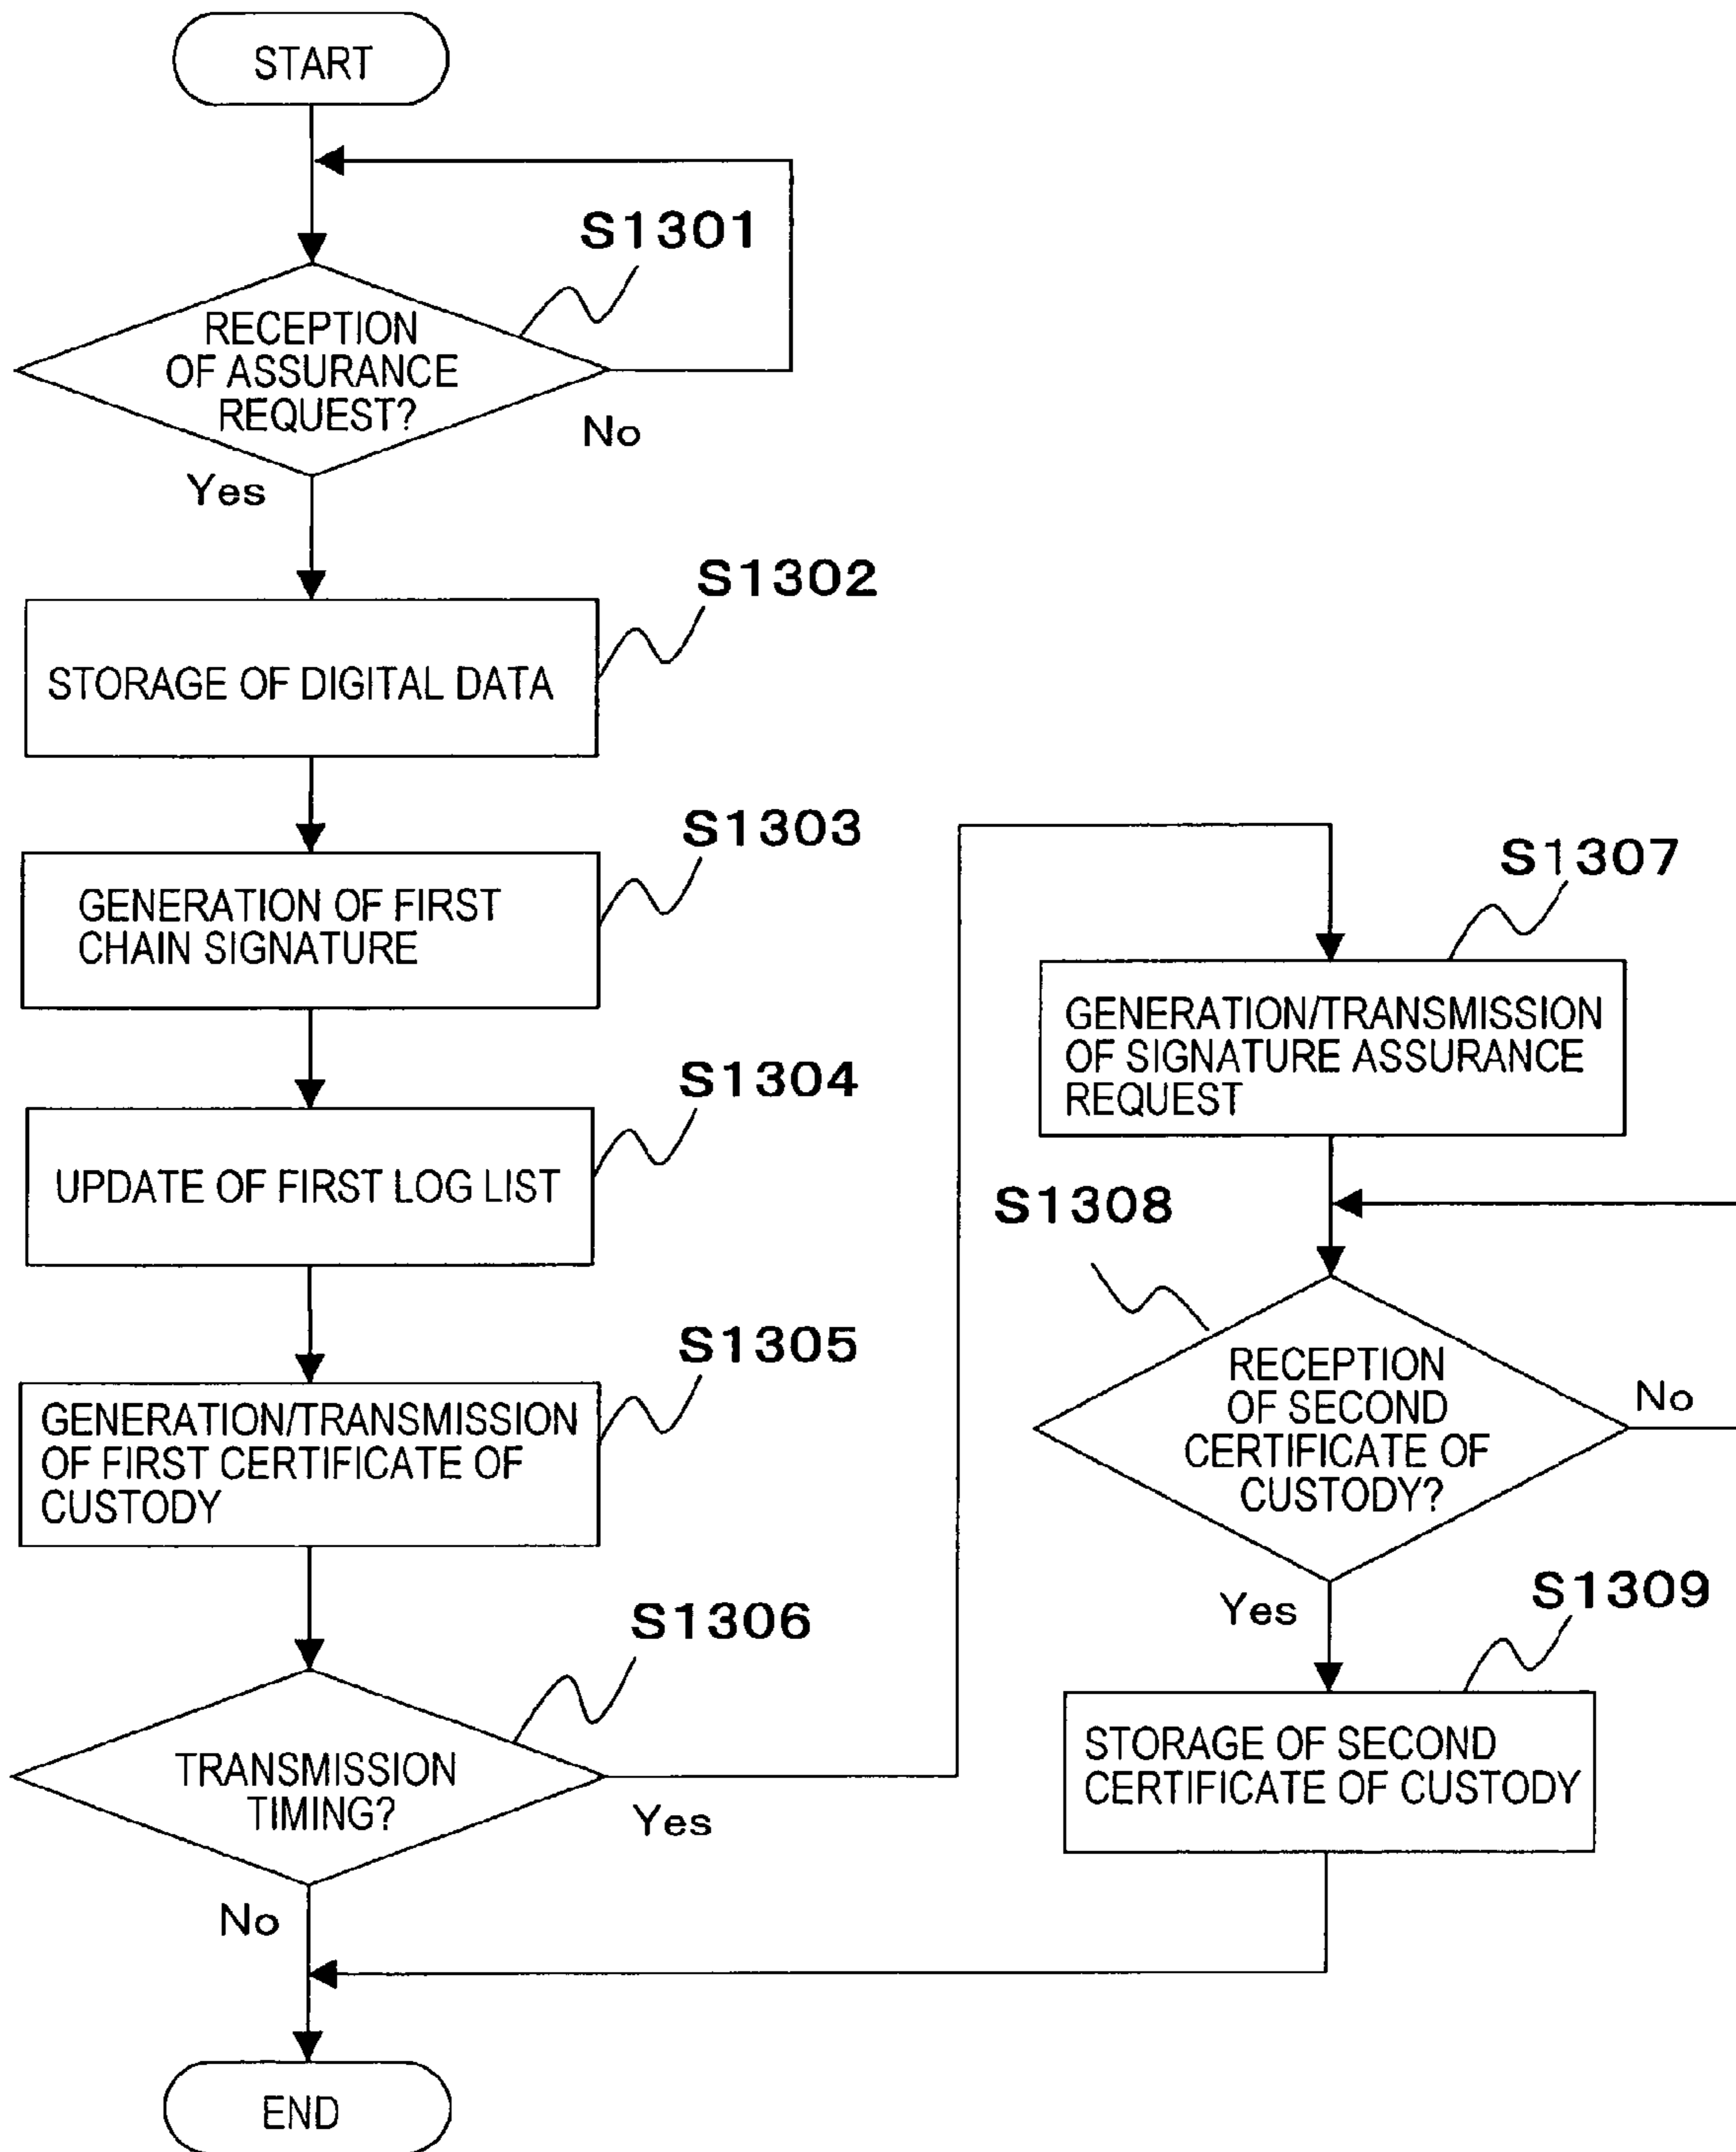 START
S1301
RECEPTION
OF ASSURANCE
REQUEST?
No
Yes
S1302
STORAGE OF DIGITAL DATA
S1303
GENERATION OF FIRST
CHAIN SIGNATURE
S1304
UPDATE OF FIRST LOG LIST
S1305
GENERATION/TRANSMISSION
OF FIRST CERTIFICATE OF
CUSTODY
S1306
TRANSMISSION
TIMING?
Yes
No
S1307
GENERATION/TRANSMISSION
OF SIGNATURE ASSURANCE
REQUEST
S1308
RECEPTION
OF SECOND
CERTIFICATE OF
CUSTODY?
No
Yes
S1309
STORAGE OF SECOND
CERTIFICATE OF CUSTODY
END